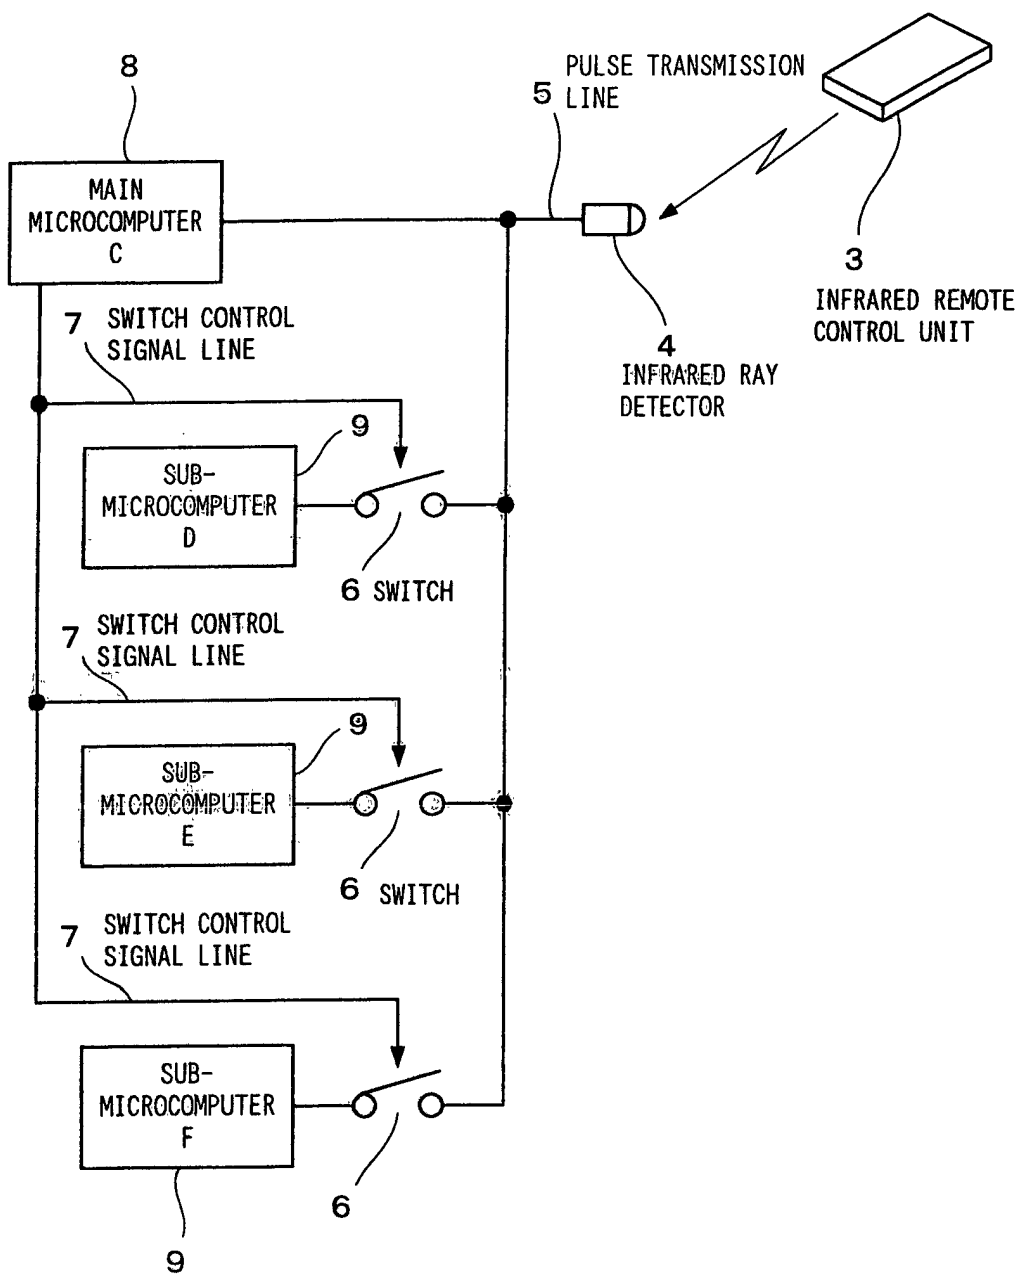 8
PULSE TRANSMISSION
5 LINE
MAIN
MICROCOMPUTER
C
3
INFRARED REMOTE
CONTROL UNIT
7 SWITCH CONTROL
SIGNAL LINE
4
INFRARED RAY
DETECTOR
9
SUB-
MICROCOMPUTER
D
6 SWITCH
7 SWITCH CONTROL
SIGNAL LINE
9
SUB-
MICROCOMPUTER
E
6 SWITCH
7 SWITCH CONTROL
SIGNAL LINE
SUB-
MICROCOMPUTER
F
6
9